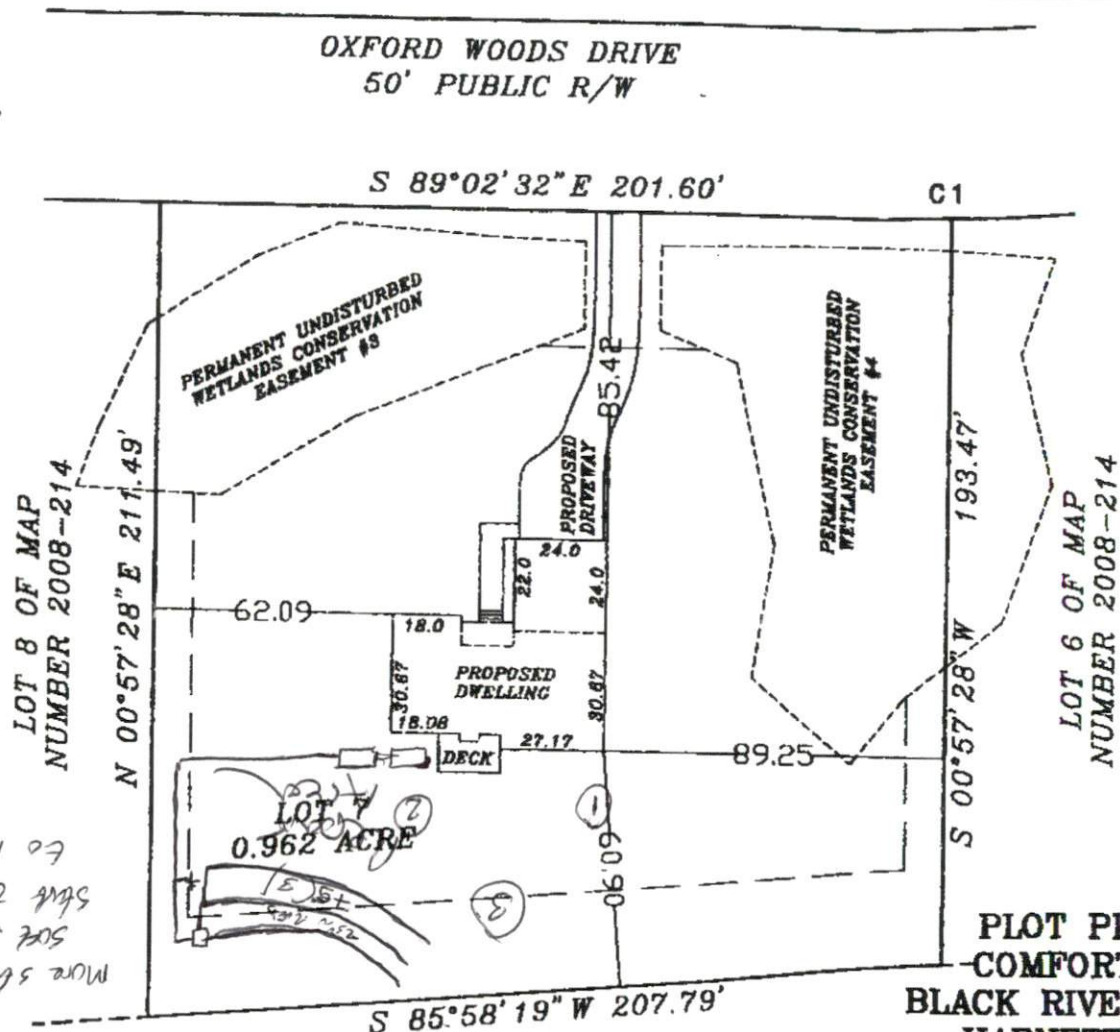 OXFORD WOODS DRIVE
50' PUBLIC R/W
S 89°02'32"E 201.60'
C1
PERMANENT UNDISTURBED
WETLANDS CONSERVATION
EASEMENT #3
PERMANENT UNDISTURBED
WETLANDS CONSERVATION
EASEMENT #4
85.42
PROPOSED
DRIVEWAY
LOT 8 OF MAP
NUMBER 2008-214
N 00°57'28"E 211.49'
S 00°57'28"W 193.47'
LOT 6 OF MAP
NUMBER 2008-214
24.0
22.0
24.0
62.09
18.0
PROPOSED
DWELLING
30.67
30.67
18.08
27.17
DECK
89.25
LOT 7
0.962 ACRE
2
1
3
60.06
S 85°58'19"W 207.79'
PLOT PL
COMFORT
BLACK RIVE